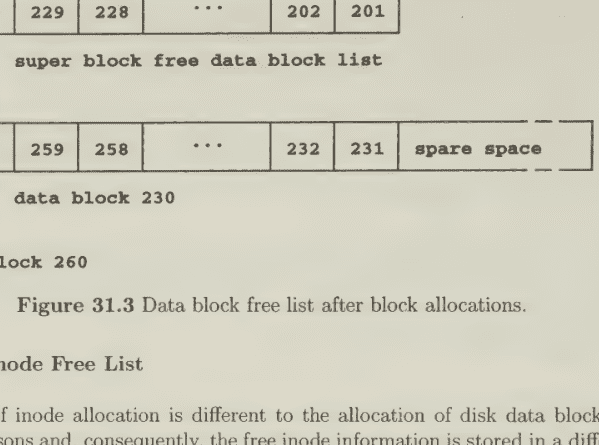 229 228 ... 202 201
super block free data block list
259 258 ... 232 231 spare space
data block 230
lock 260
Figure 31.3 Data block free list after block allocations.
node Free List
f inode allocation is different to the allocation of disk data block
sons and, consequently, the free inode information is stored in a diff